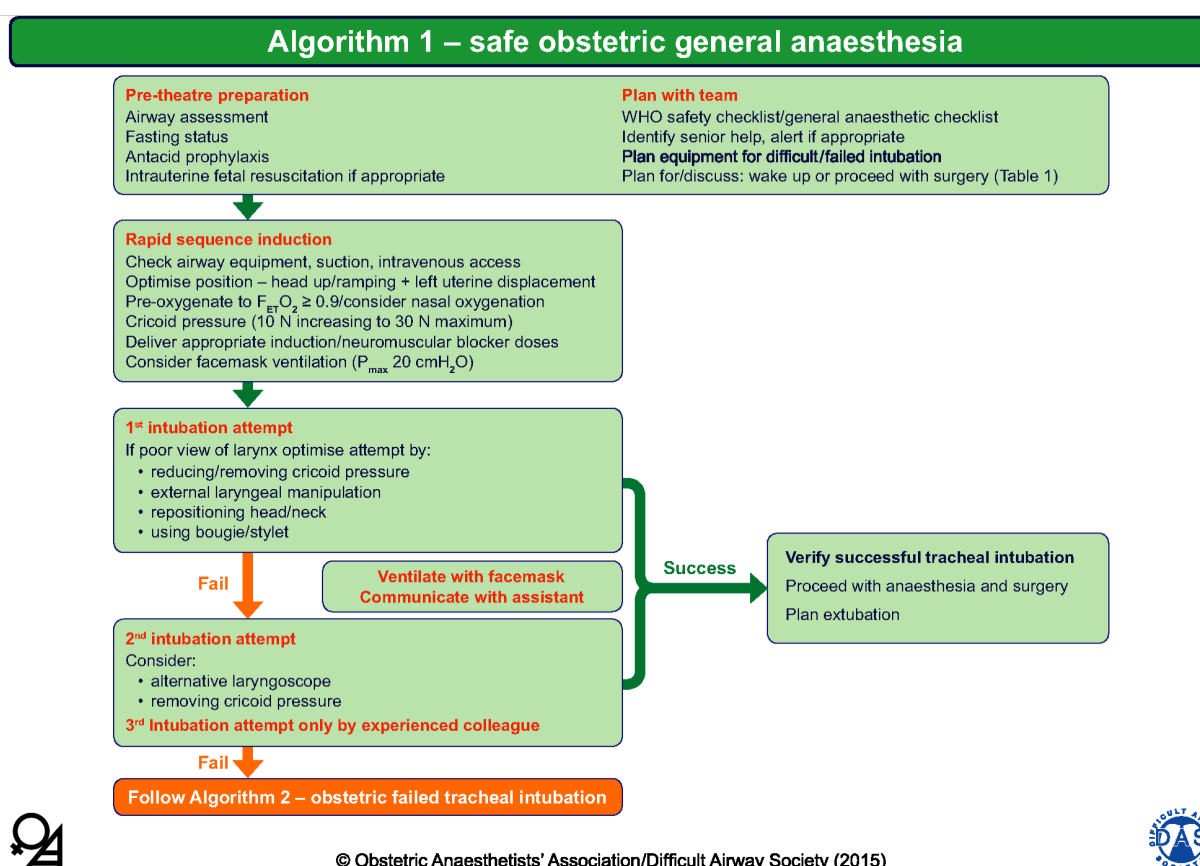 Algorithm 1 – safe obstetric general anaesthesia
Pre-theatre preparation
Airway assessment
Fasting status
Antacid prophylaxis
Intrauterine fetal resuscitation if appropriate
Plan with team
WHO safety checklist/general anaesthetic checklist
Identify senior help, alert if appropriate
Plan equipment for difficult/failed intubation
Plan for/discuss: wake up or proceed with surgery (Table 1)
Rapid sequence induction
Check airway equipment, suction, intravenous access
Optimise position – head up/ramping + left uterine displacement
Pre-oxygenate to FETO2 ≥ 0.9/consider nasal oxygenation
Cricoid pressure (10 N increasing to 30 N maximum)
Deliver appropriate induction/neuromuscular blocker doses
Consider facemask ventilation (Pmax 20 cmH2O)
1st intubation attempt
If poor view of larynx optimise attempt by:
• reducing/removing cricoid pressure
• external laryngeal manipulation
• repositioning head/neck
• using bougie/stylet
Fail
Ventilate with facemask
Communicate with assistant
Success
Verify successful tracheal intubation
Proceed with anaesthesia and surgery
Plan extubation
2nd intubation attempt
Consider:
• alternative laryngoscope
• removing cricoid pressure
3rd Intubation attempt only by experienced colleague
Fail
Follow Algorithm 2 – obstetric failed tracheal intubation
DAS
© Obstetric Anaesthetists' Association/Difficult Airway Society (2015)